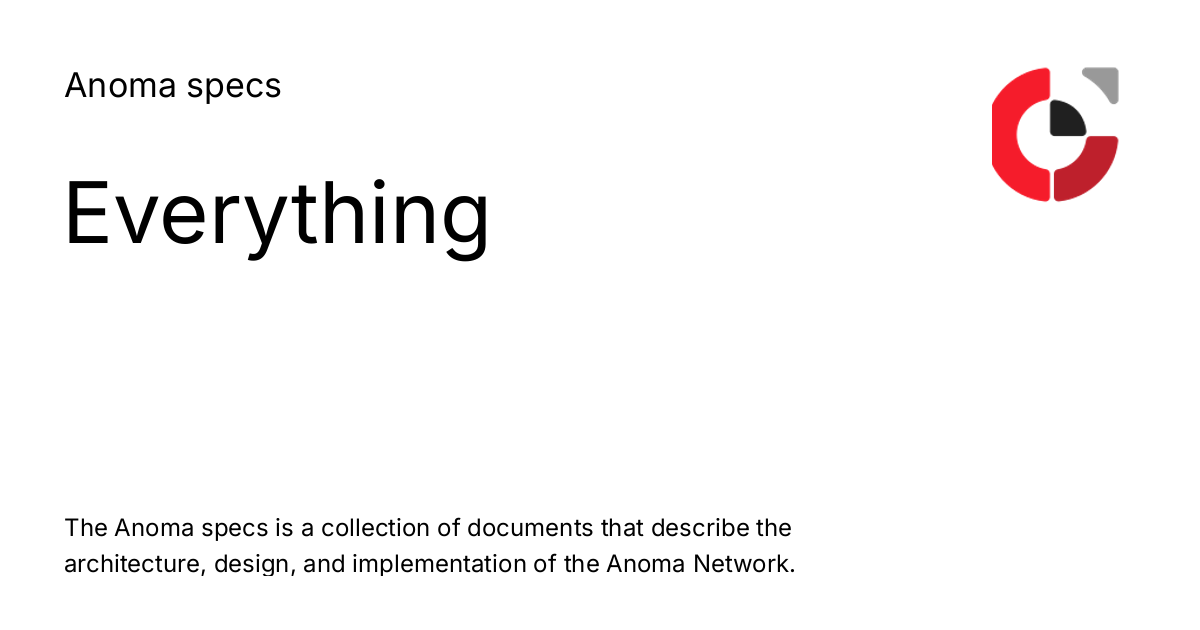 Anoma specs
Everything
The Anoma specs is a collection of documents that describe the
architecture, design, and implementation of the Anoma Network.